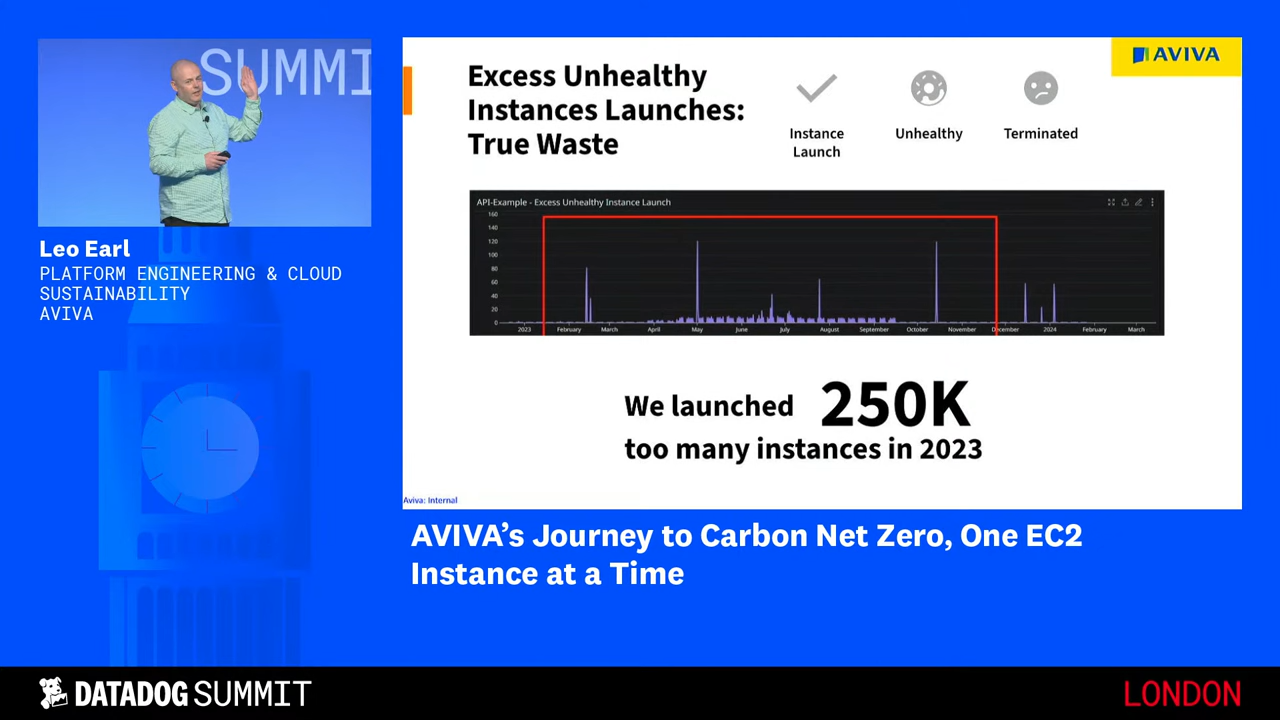 SUMMI
Leo Earl
PLATFORM ENGINEERING & CLOUD
SUSTAINABILITY
AVIVA
Excess Unhealthy
Instances Launches:
True Waste
Instance
Launch
Unhealthy
Terminated
AVIVA
API-Example - Excess Unhealthy Instance Launch
160
140
120
100
80
60
40
20
0
2023 February March April May June July August September October November December 2024 February March
We launched 250K
too many instances in 2023
Aviva: Internal
AVIVA’s Journey to Carbon Net Zero, One EC2
Instance at a Time
DATADOG SUMMIT
LONDON